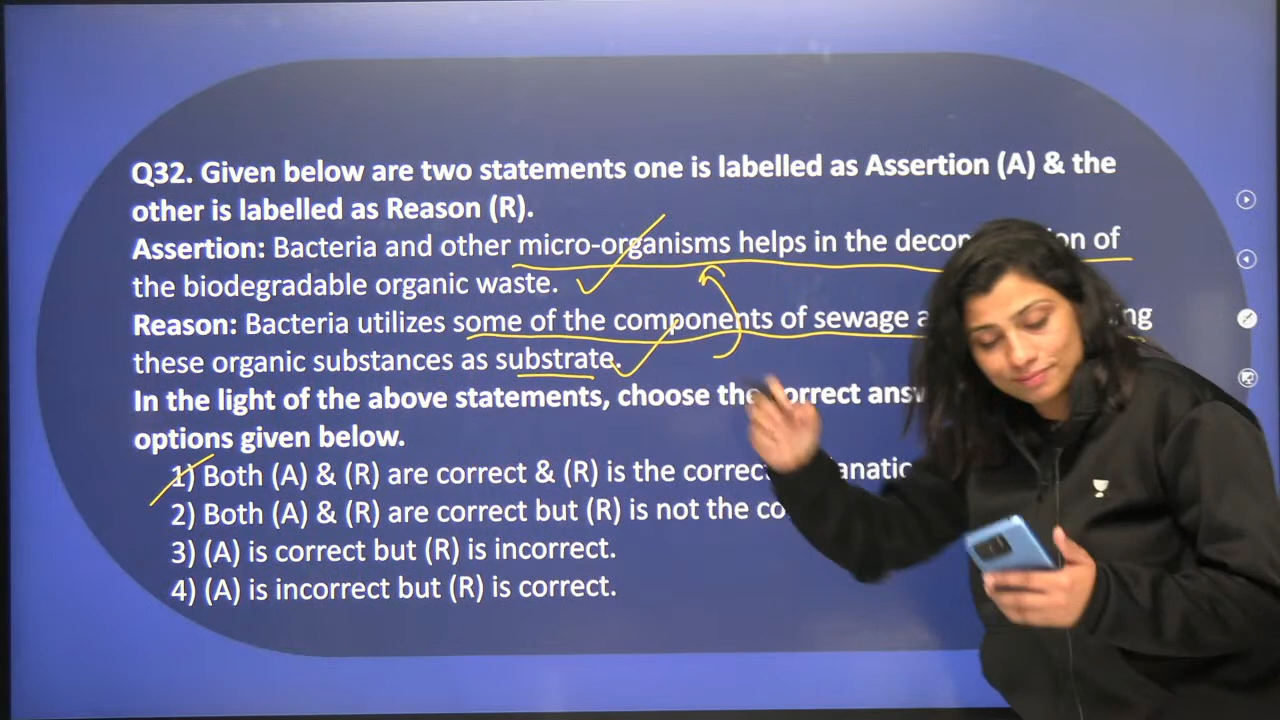 Q32. Given below are two statements one is labelled as Assertion (A) & the
other is labelled as Reason (R).
Assertion: Bacteria and other micro-organisms helps in the of
the biodegradable organic waste.
Reason: Bacteria utilizes some of the components of sewage
these organic substances as substrate.
In the light of the above statements, choose the correct
options given below.
1) Both (A) & (R) are correct & (R) is the correct
2) Both (A) & (R) are correct but (R) is not the
3) (A) is correct but (R) is incorrect.
4) (A) is incorrect but (R) is correct.